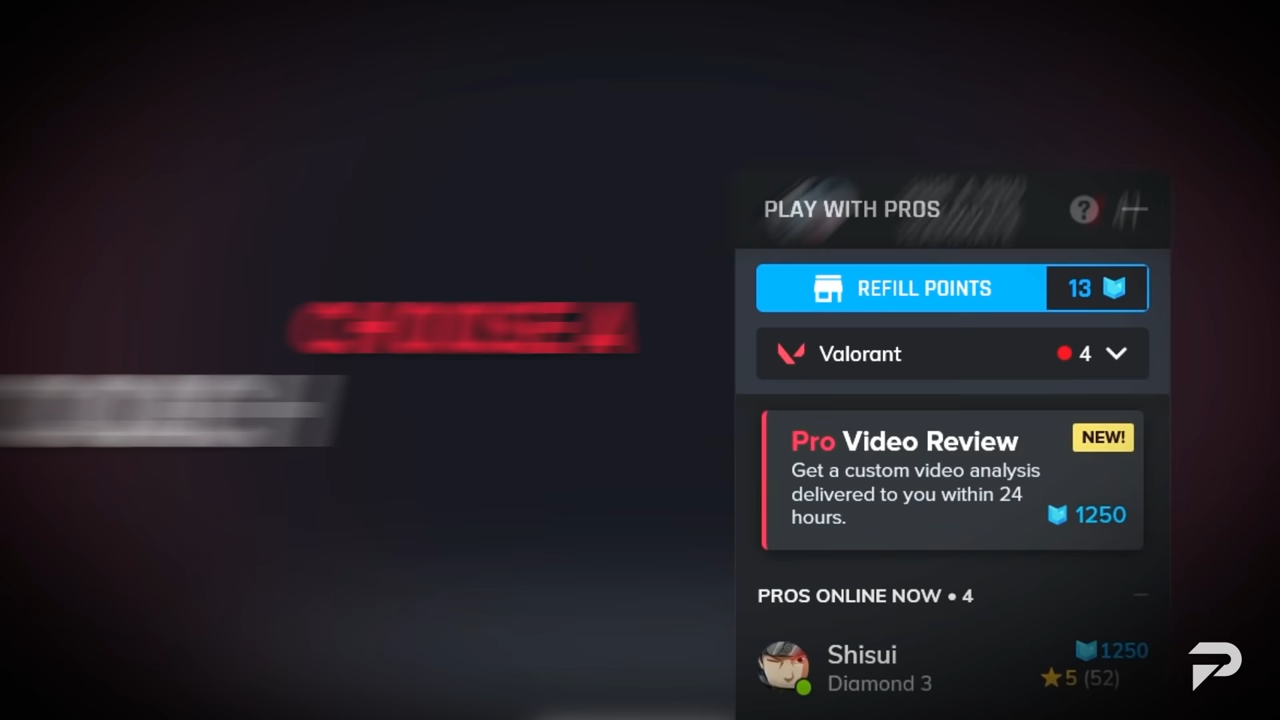 CHOOSE A
PLAY WITH PROS
?
REFILL POINTS
13
Valorant
4
Pro Video Review
NEW!
Get a custom video analysis
delivered to you within 24
hours.
1250
PROS ONLINE NOW • 4
Shisui
1250
Diamond 3
5 (52)